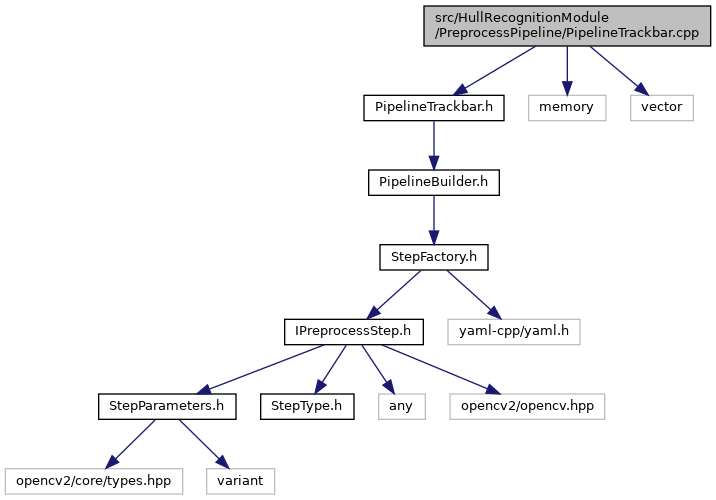 src/HullRecognitionModule
/PreprocessPipeline/PipelineTrackbar.cpp
PipelineTrackbar.h
memory
vector
PipelineBuilder.h
StepFactory.h
IPreprocessStep.h
yaml-cpp/yaml.h
StepParameters.h
StepType.h
any
opencv2/opencv.hpp
opencv2/core/types.hpp
variant